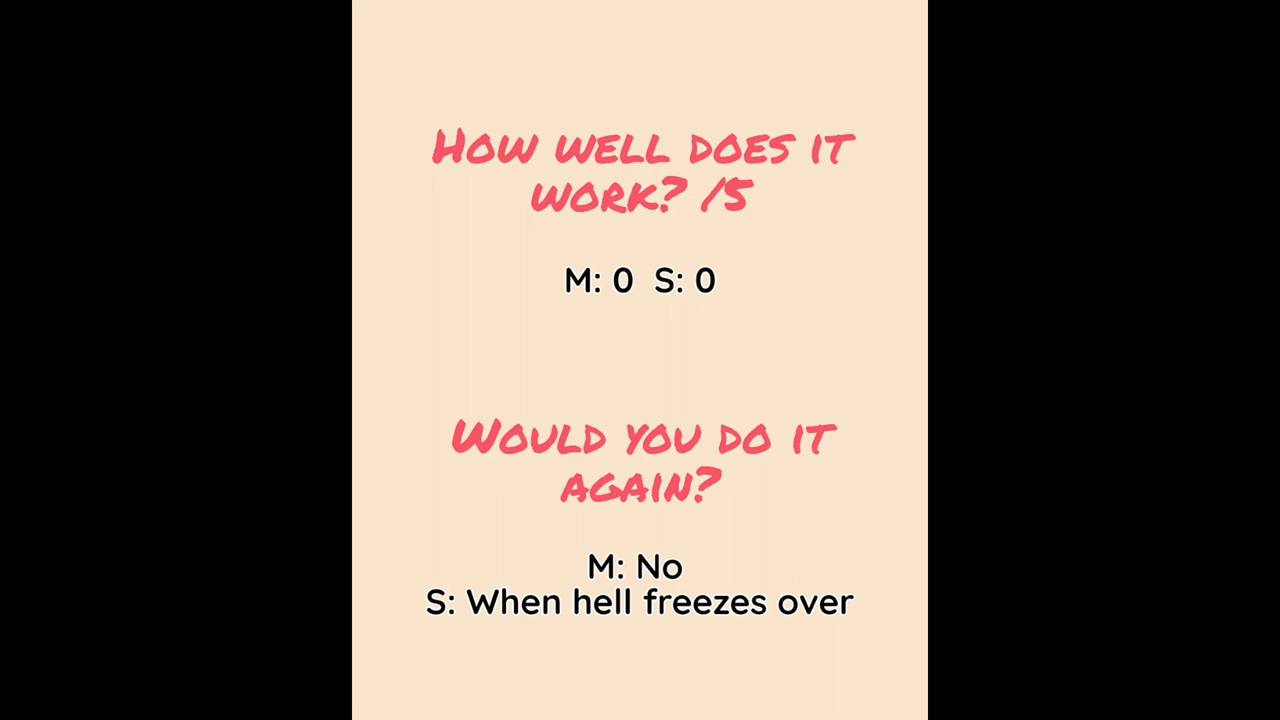 How well does it
work? /5
M: 0  S: 0
Would you do it
again?
M: No
S: When hell freezes over